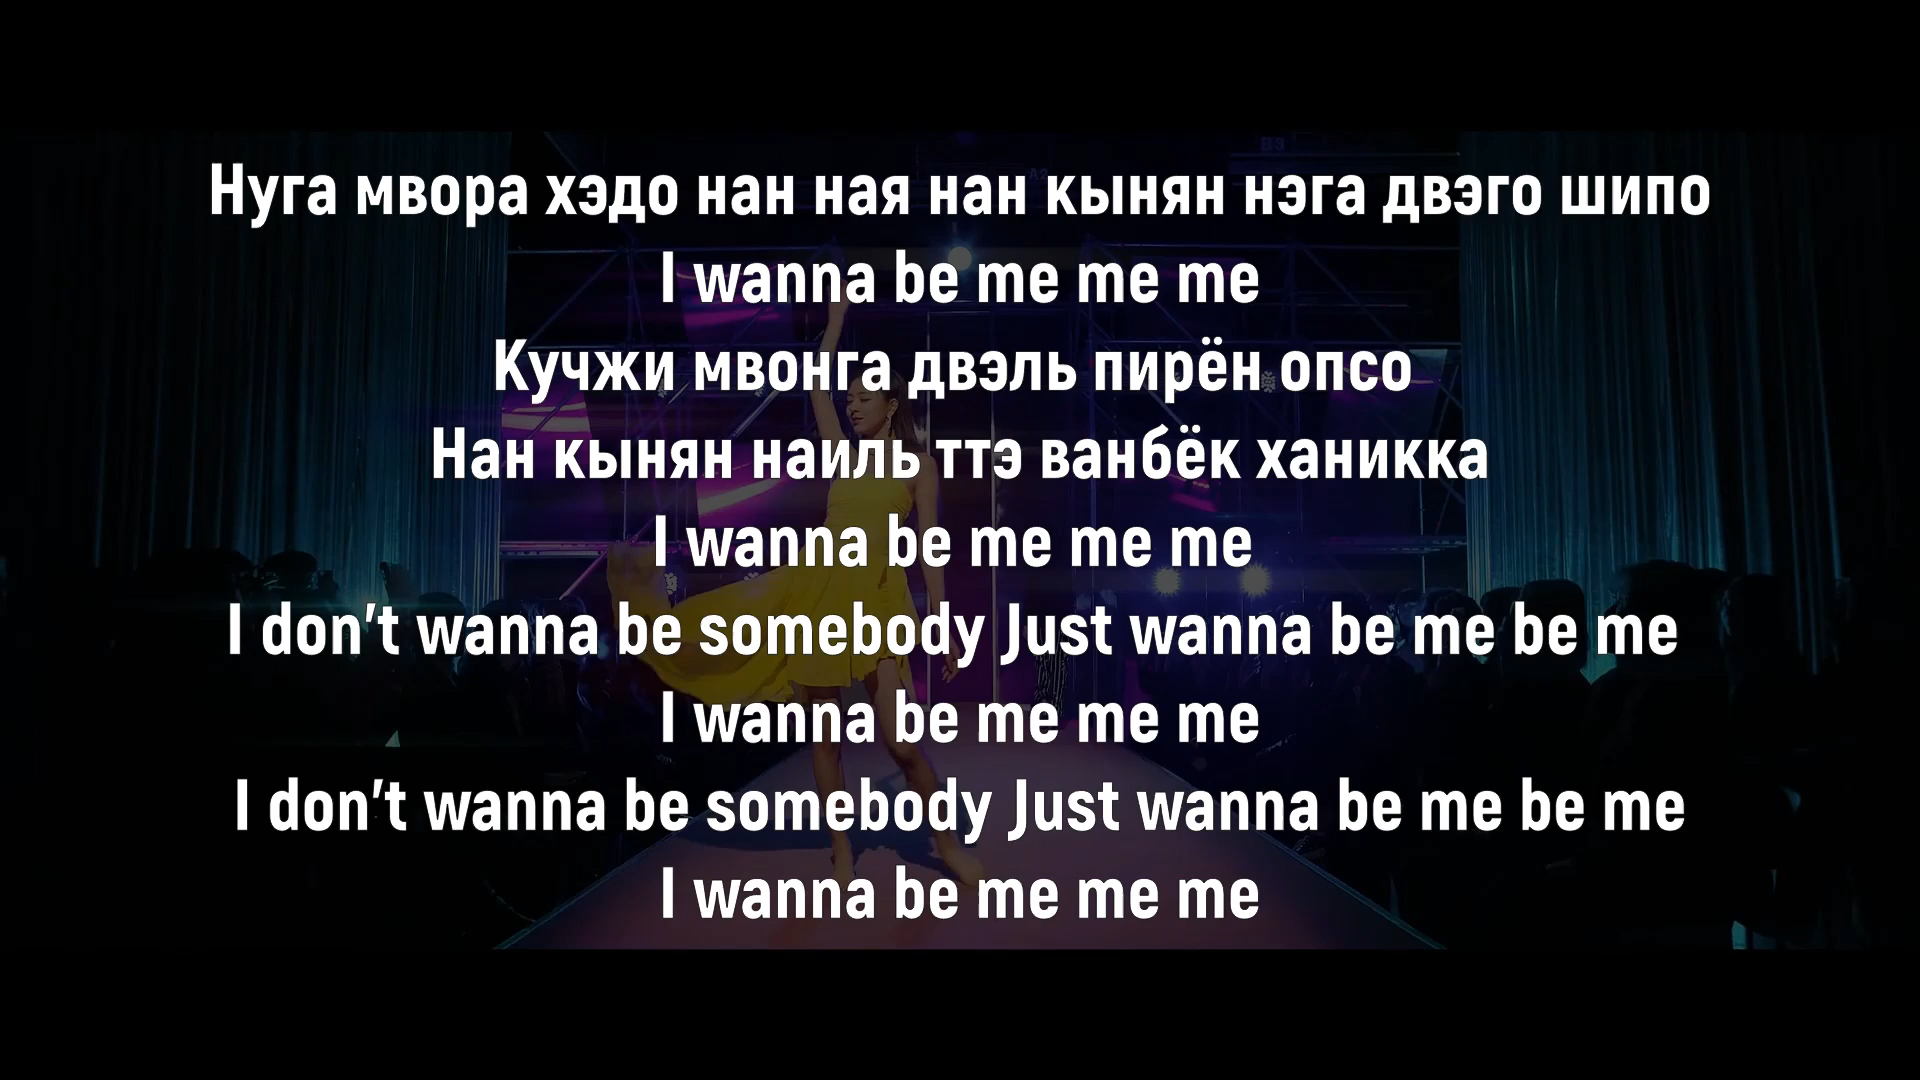 Нуга мвора хэдо нан ная нан кынян нэга двэго шипо
I wanna be me me me
Кучжи мвонга двэль пирён опсо
Нан кынян наиль ттэ ванбёк ханикка
I wanna be me me me
I don't wanna be somebody Just wanna be me be me
I wanna be me me me
I don't wanna be somebody Just wanna be me be me
I wanna be me me me